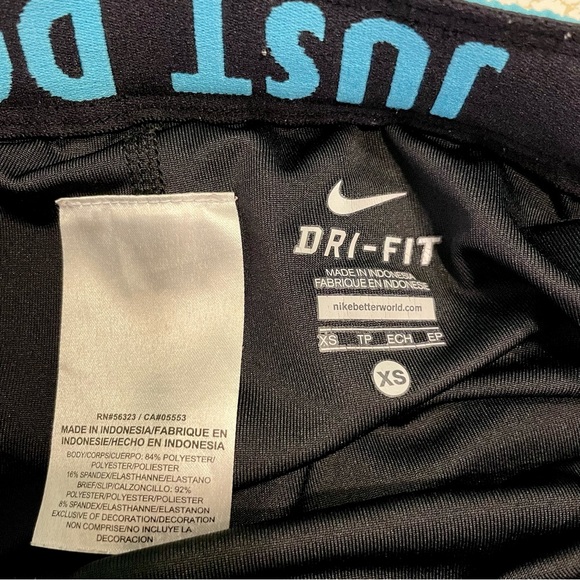 JUST DO
DRI-FIT
MADE IN INDONESIA
FABRIQUE EN INDONESIE
nikebetterworld.com
XS TP ECH EP
XS
RN#56323 / CA#05553
MADE IN INDONESIA/FABRIQUE EN
INDONESIE/HECHO EN INDONESIA
BODY/CORPS/CUERPO: 84% POLYESTER/
POLYESTER/POLIESTER
16% SPANDEX/ELASTHANNE/ELASTANO
BRIEF/SLIP/CALZONCILLO: 92%
POLYESTER/POLYESTER/POLIESTER
8% SPANDEX/ELASTHANNE/ELASTANO
EXCLUSIVE OF DECORATION/DECORATION
NON COMPRISE/NO INCLUYE LA
DECORACION